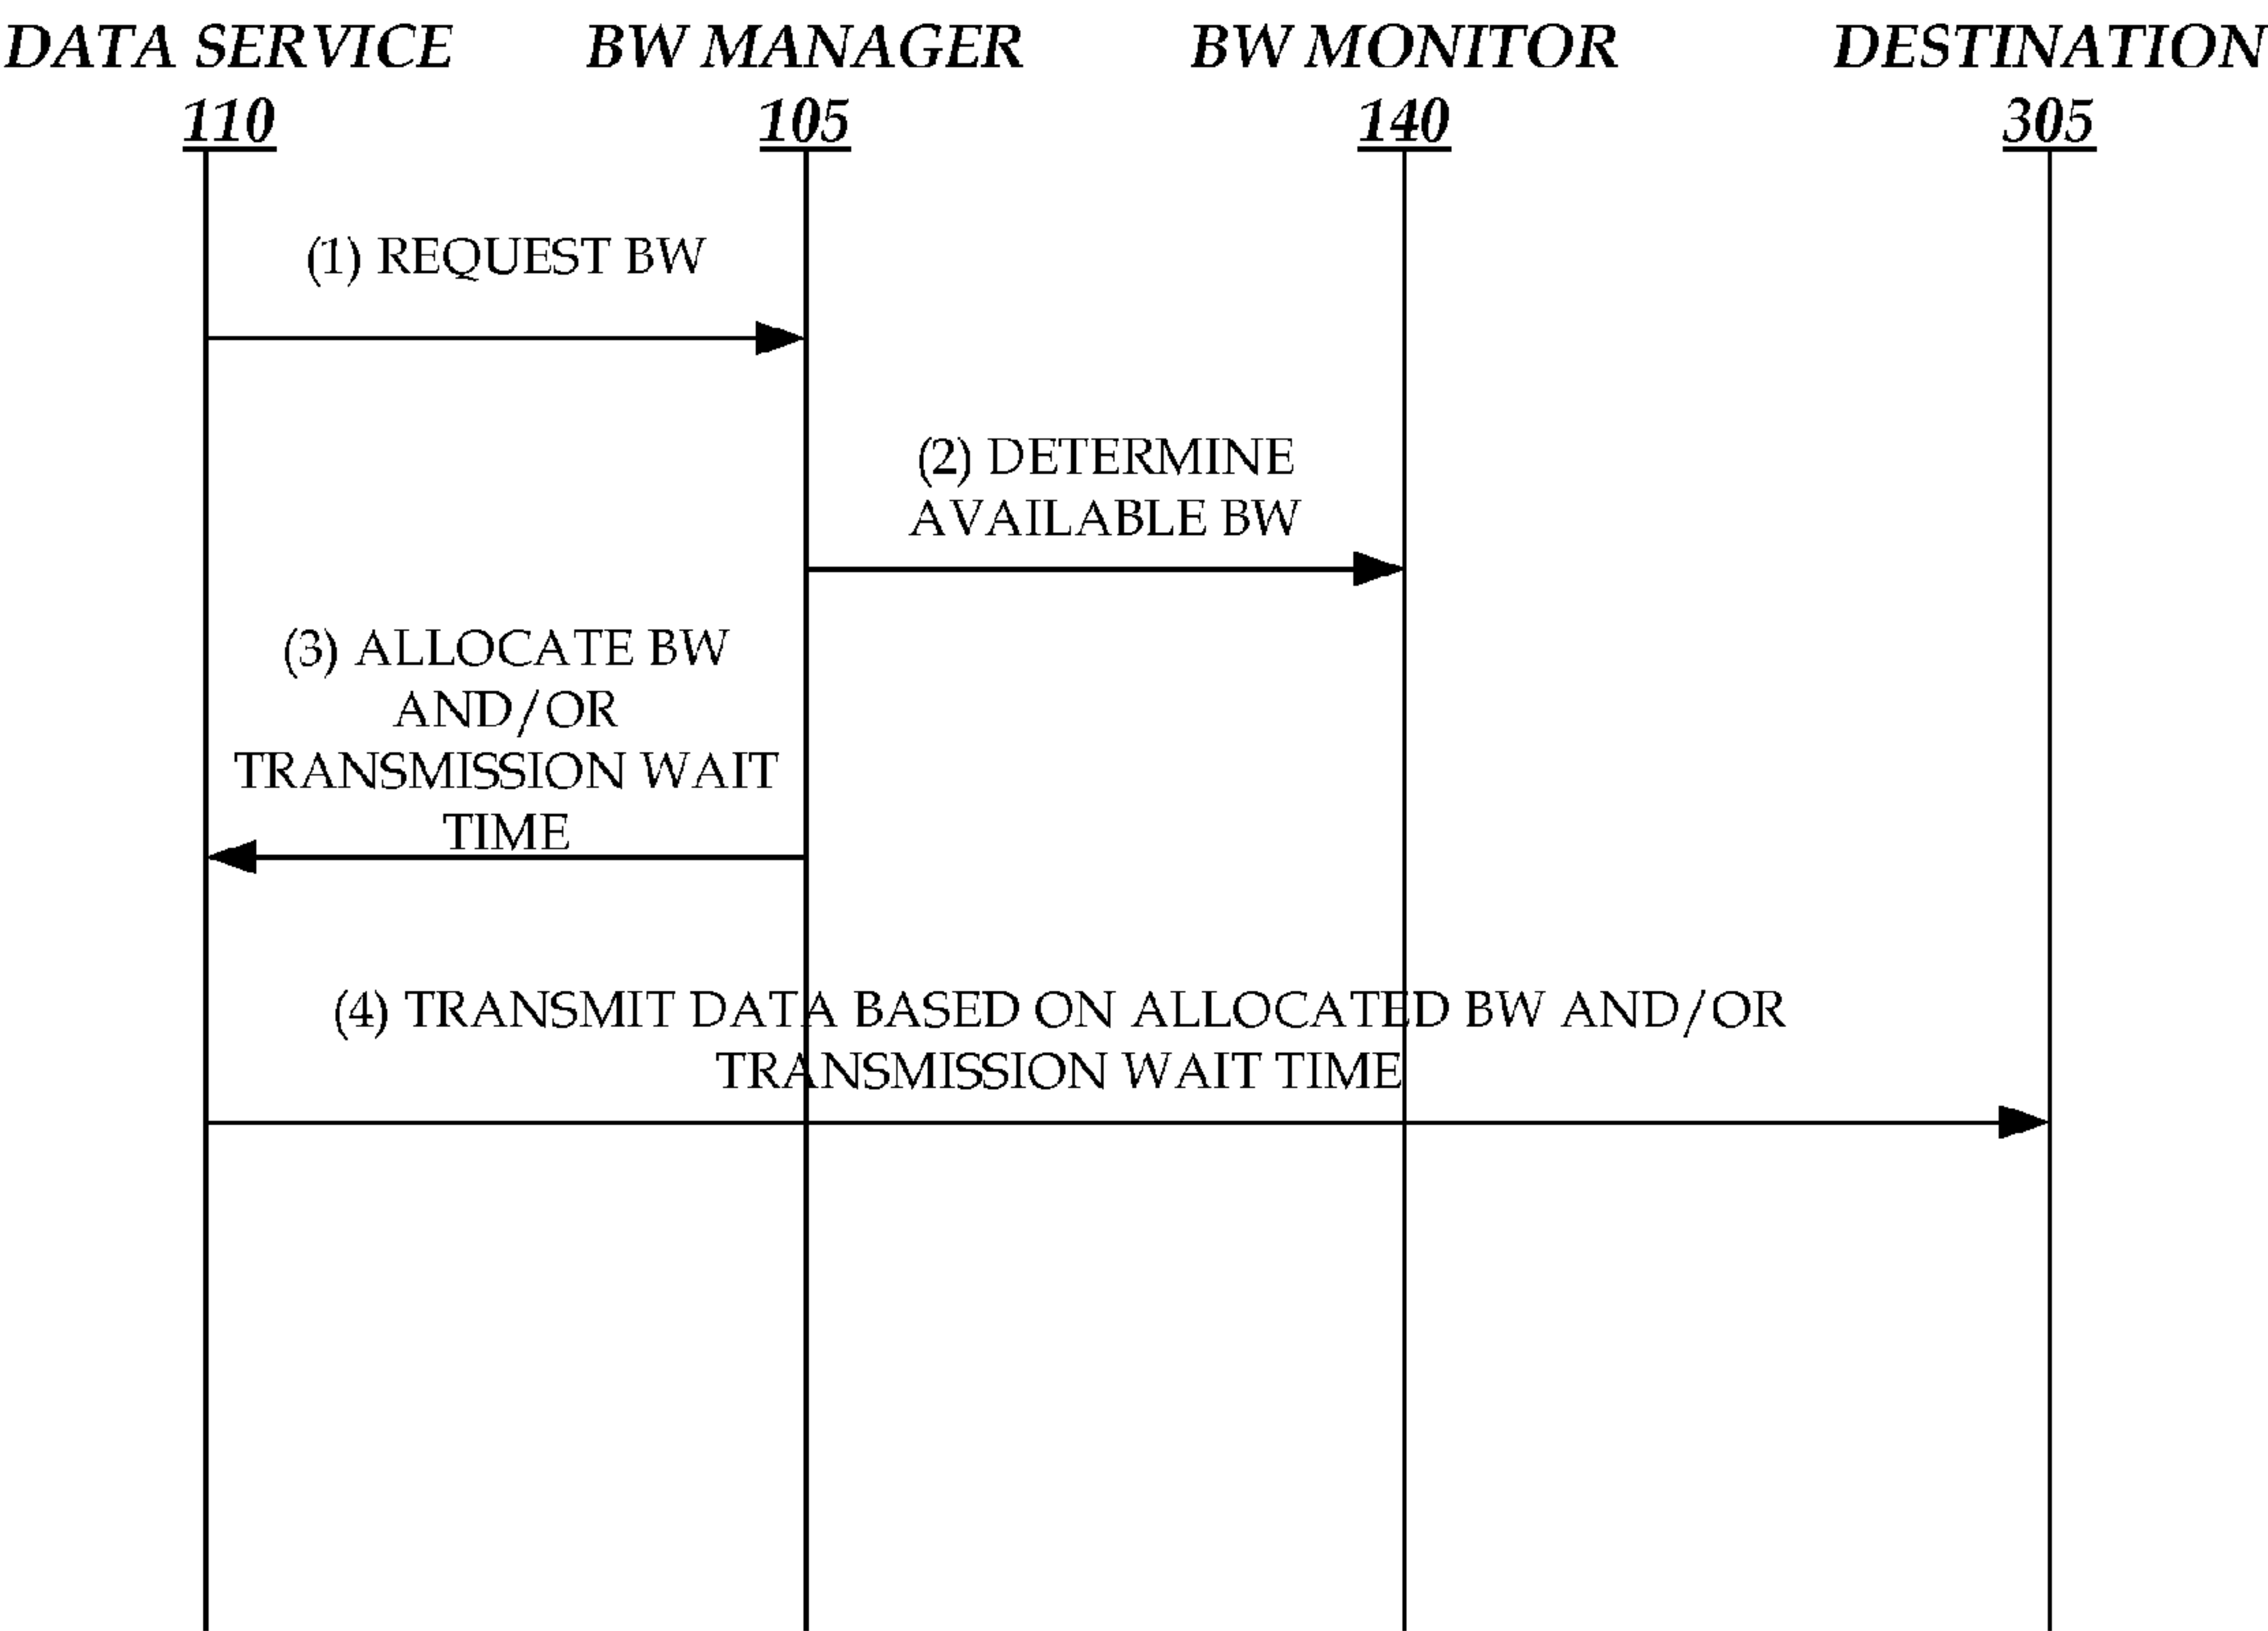 DATA SERVICE BW MANAGER BW MONITOR DESTINATION
110 105 140 305
(1) REQUEST BW
(2) DETERMINE
AVAILABLE BW
(3) ALLOCATE BW
AND/OR
TRANSMISSION WAIT
TIME
(4) TRANSMIT DATA BASED ON ALLOCATED BW AND/OR
TRANSMISSION WAIT TIME